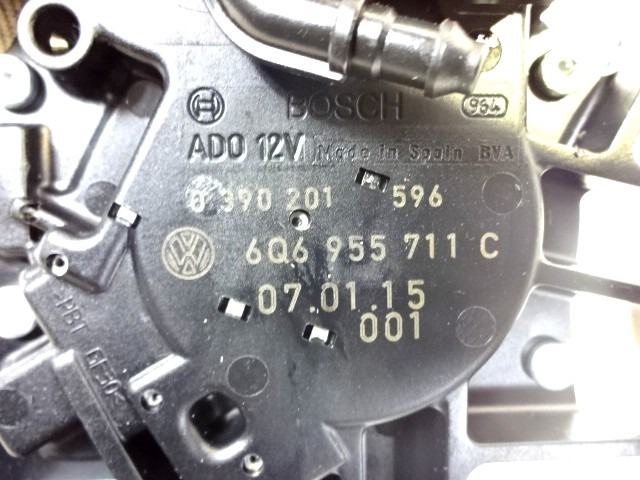 BOSCH 964
ADO 12V Made in Spain BVA
0 390 201 596
VW 6Q6 955 711 C
07.01.15
001